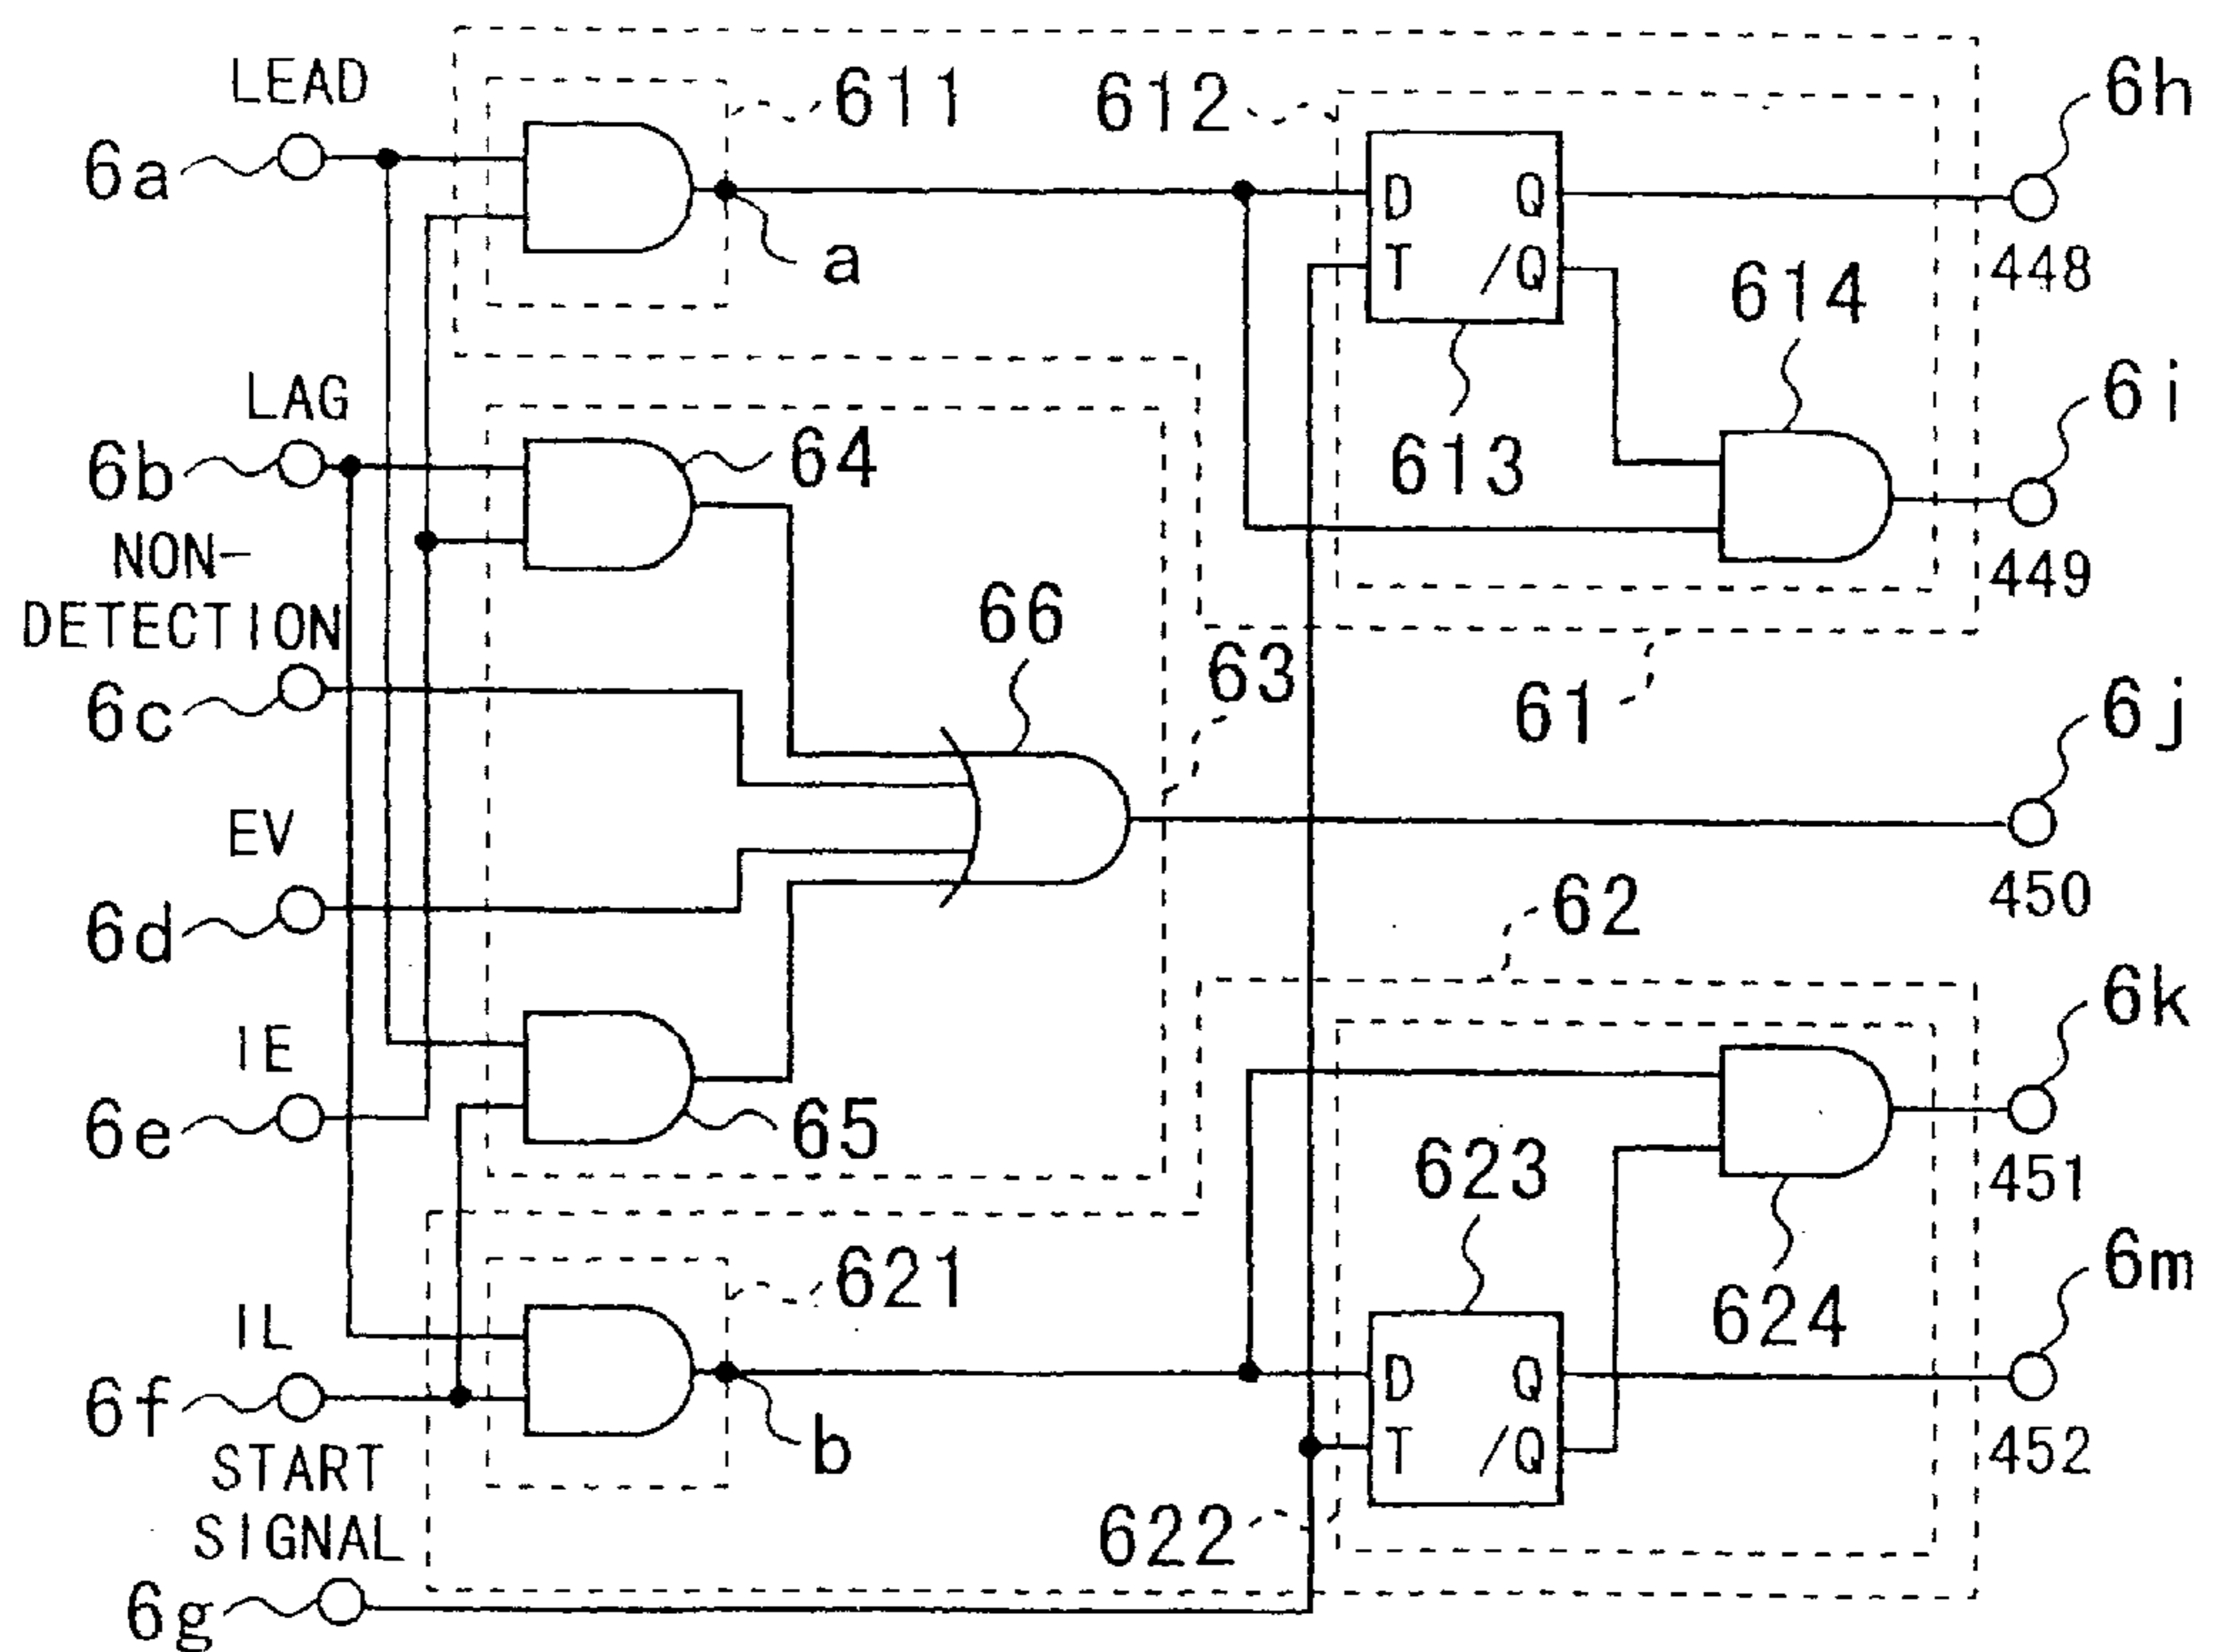 LEAD
6a
611
612
6h
D
Q
T
/Q
a
448
614
LAG
6b
64
613
6i
NON-
DETECTION
449
66
63
61
6c
6j
EV
6d
450
62
IE
6e
65
6k
623
451
IL
6f
621
624
6m
D
Q
T
/Q
b
452
START
SIGNAL
622
6g